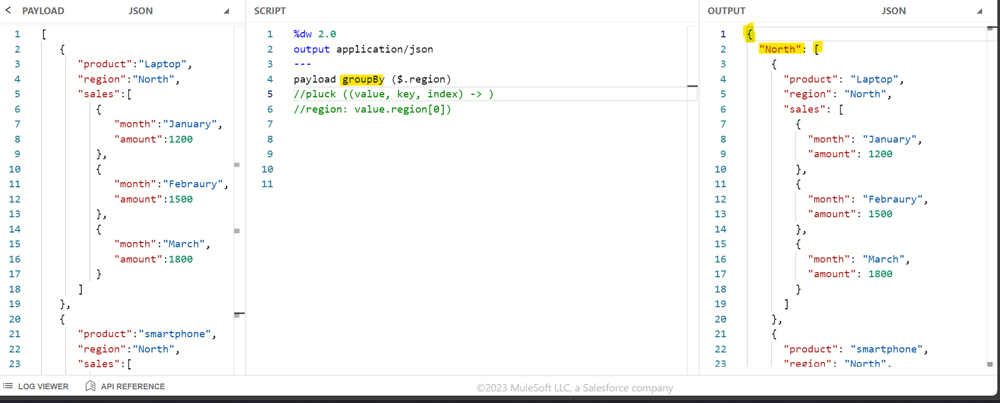 < PAYLOAD JSON
1 [
2 {
3 "product":"Laptop",
4 "region":"North",
5 "sales":[
6 {
7 "month":"January",
8 "amount":1200
9 },
10 {
11 "month":"Febraury",
12 "amount":1500
13 },
14 {
15 "month":"March",
16 "amount":1800
17 }
18 ]
19 },
20 {
21 "product":"smartphone",
22 "region":"North",
23 "sales":[
SCRIPT
1 %dw 2.0
2 output application/json
3 ---
4 payload groupBy ($.region)
5 //pluck ((value, key, index) -> )
6 //region: value.region[0])
7
8
9
10
11
OUTPUT JSON
1 {
2 "North": [
3 {
4 "product": "Laptop",
5 "region": "North",
6 "sales": [
7 {
8 "month": "January",
9 "amount": 1200
10 },
11 {
12 "month": "Febraury",
13 "amount": 1500
14 },
15 {
16 "month": "March",
17 "amount": 1800
18 }
19 ]
20 },
21 {
22 "product": "smartphone",
23 "region": "North",
LOG VIEWER API REFERENCE
©2023 MuleSoft LLC, a Salesforce company